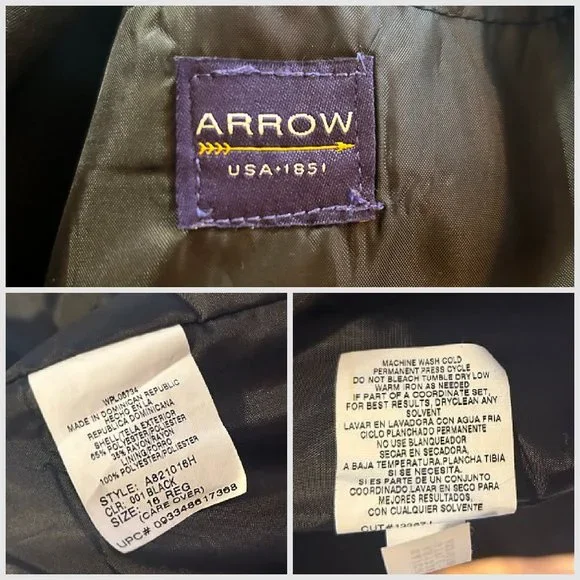 ARROW
USA 1851
WPL06734
MADE IN DOMINICAN REPUBLIC
HECHO EN LA
REPUBLICA DOMINICANA
SHELL/TELA EXTERIOR
65% POLYESTER/POLIESTER
35% RAYON/RAYON
LINING/FORRO
100% POLYESTER/POLIESTER
STYLE: A821016H
CLR: 001 BLACK
SIZE: 16 REG
(CARE OVER)
UPC# 093348617368
MACHINE WASH COLD
PERMANENT PRESS CYCLE
DO NOT BLEACH TUMBLE DRY LOW
WARM IRON AS NEEDED
IF PART OF A COORDINATE SET,
FOR BEST RESULTS, DRYCLEAN ANY
SOLVENT
LAVAR EN LAVADORA CON AGUA FRIA
CICLO PLANCHADO PERMANENTE
NO USE BLANQUEADOR
SECAR EN SECADORA,
A BAJA TEMPERATURA, PLANCHA TIBIA
SI SE NECESITA.
SI ES PARTE DE UN CONJUNTO
COORDINADO LAVAR EN SECO PARA
MEJORES RESULTADOS,
CON CUALQUIER SOLVENTE